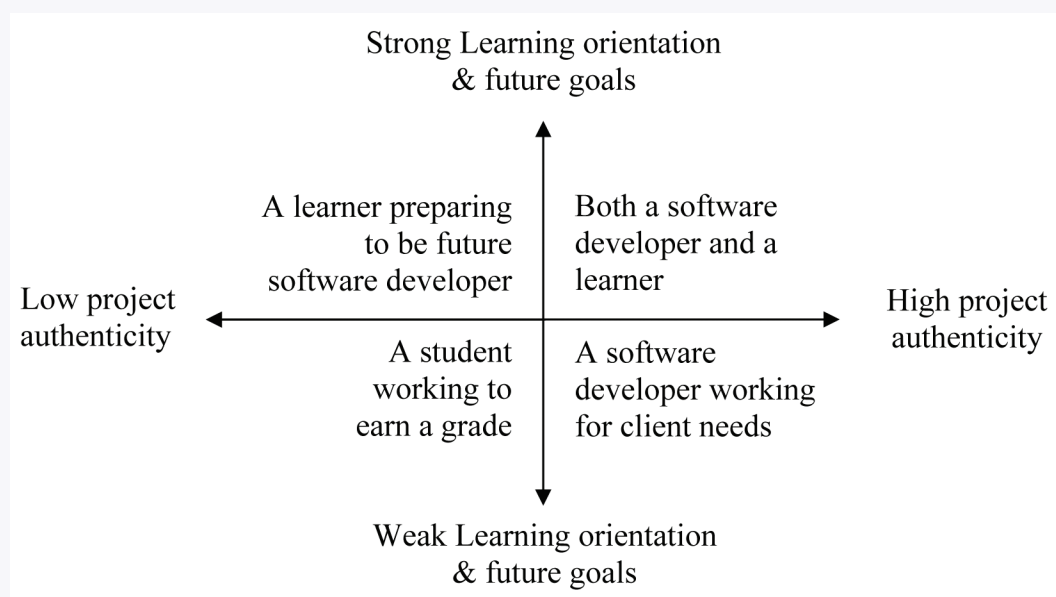 Strong Learning orientation
& future goals
A learner preparing
to be future
software developer
Both a software
developer and a
learner
Low project
authenticity
High project
authenticity
A student
working to
earn a grade
A software
developer working
for client needs
Weak Learning orientation
& future goals